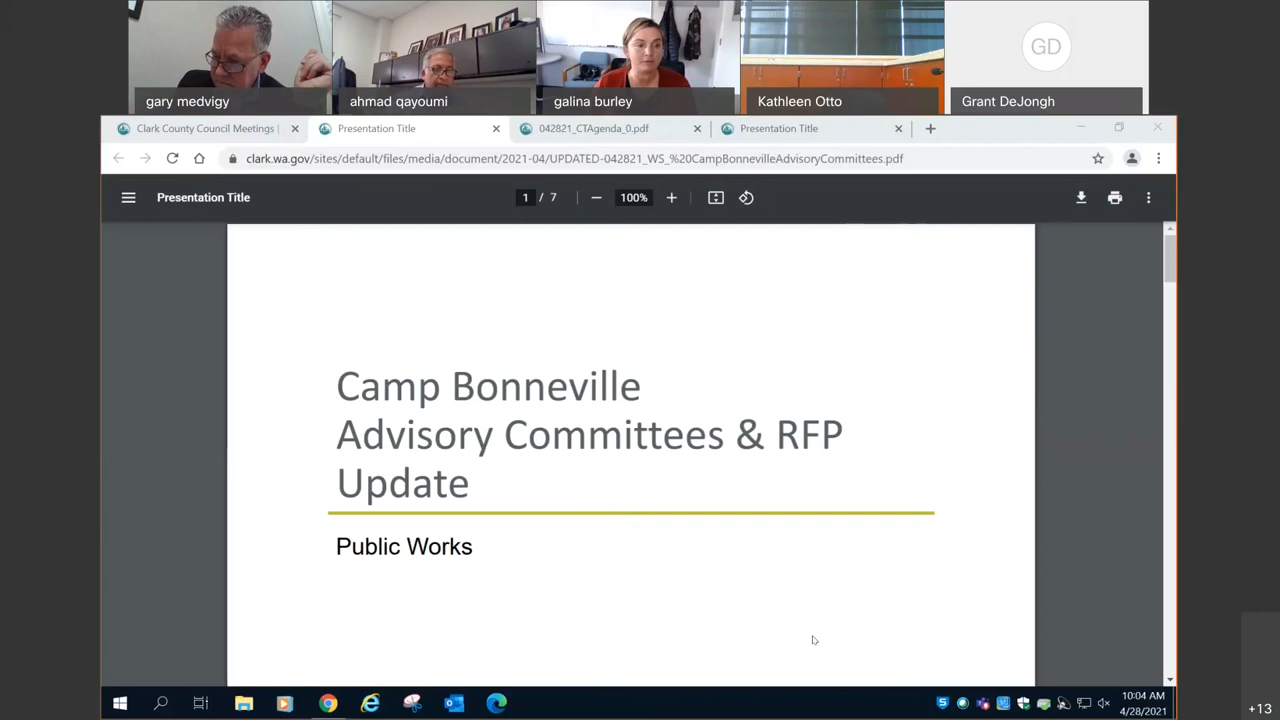 GD
gary medvigy
ahmad qayoumi
galina burley
Kathleen Otto
Grant DeJongh
Clark County Council Meetings |
Presentation Title
042821_CTAgenda_0.pdf
Presentation Title
clark.wa.gov/sites/default/files/media/document/2021-04/UPDATED-042821_WS_%20CampBonnevilleAdvisoryCommittees.pdf
Presentation Title
1 / 7
100%
Camp Bonneville
Advisory Committees & RFP
Update
Public Works
10:04 AM
4/28/2021
+13